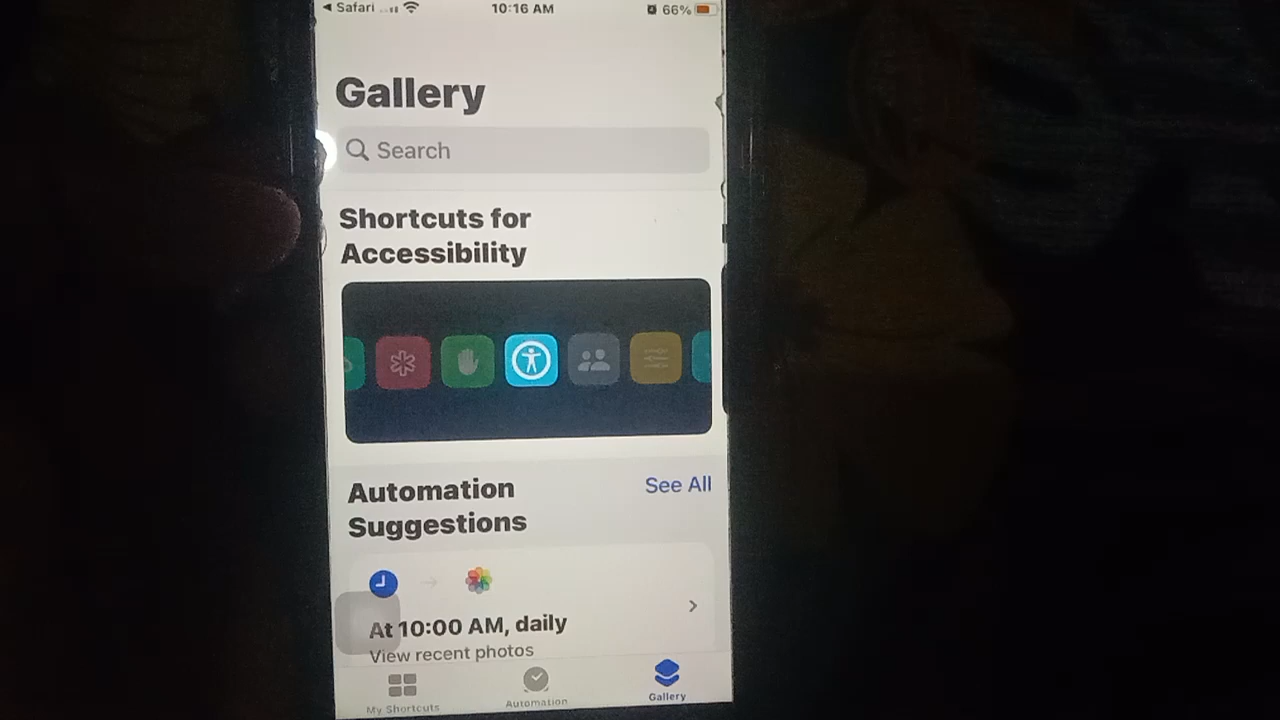 ◀ Safari 10:16 AM 66%
Gallery
Search
Shortcuts for
Accessibility
Automation See All
Suggestions
At 10:00 AM, daily
View recent photos
My Shortcuts Automation Gallery